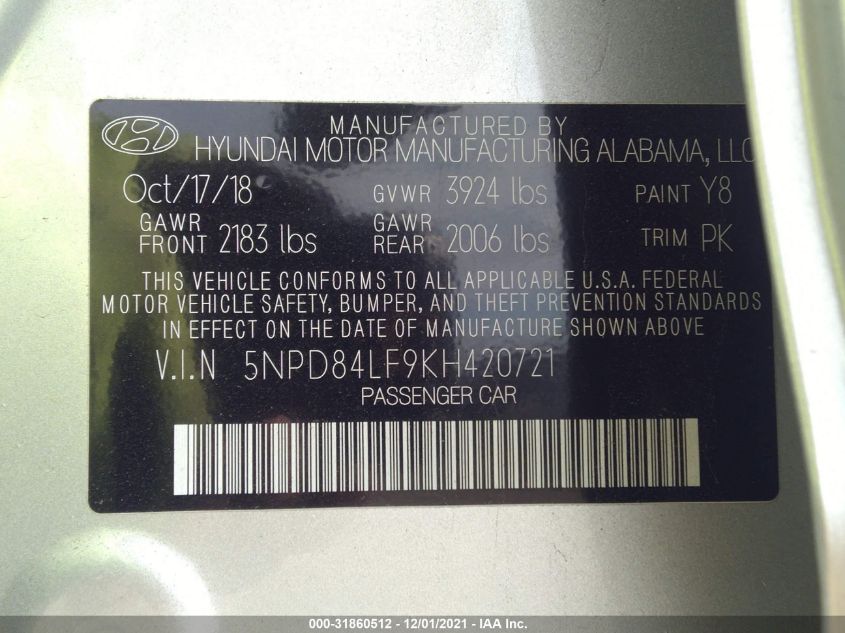 MANUFACTURED BY
HYUNDAI MOTOR MANUFACTURING ALABAMA, LLC
Oct/17/18 GVWR 3924 lbs PAINT Y8
GAWR FRONT 2183 lbs GAWR REAR 2006 lbs TRIM PK
THIS VEHICLE CONFORMS TO ALL APPLICABLE U.S.A. FEDERAL
MOTOR VEHICLE SAFETY, BUMPER, AND THEFT PREVENTION STANDARDS
IN EFFECT ON THE DATE OF MANUFACTURE SHOWN ABOVE
V.I.N 5NPD84LF9KH420721
PASSENGER CAR
000-31860512 - 12/01/2021 - IAA Inc.